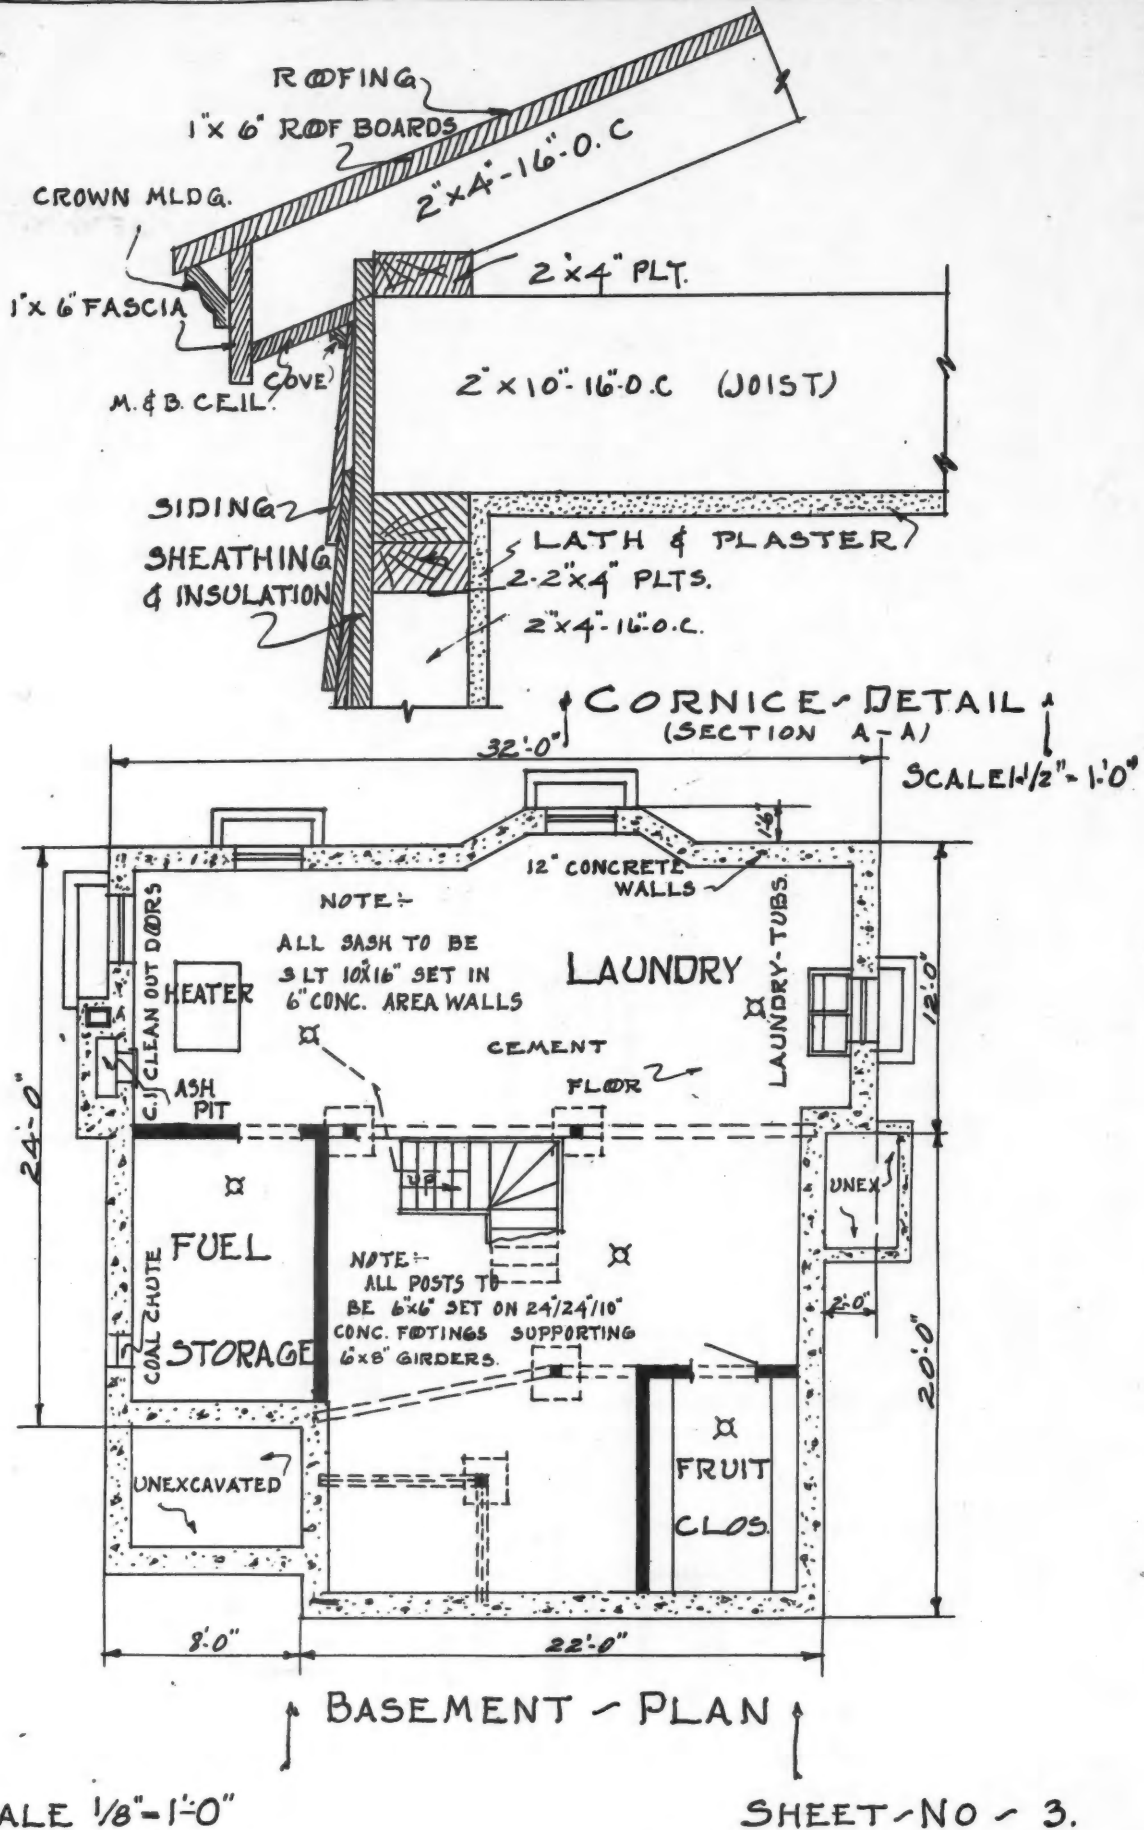 ROOFING
1"x 6" ROOF BOARDS
2"x4"-16"-O.C
CROWN MLDG.
2"x4" PLT.
1"x 6" FASCIA
COVE
M.&B. CEIL.
2"x10"-16"-O.C (JOIST)
SIDING
LATH & PLASTER
SHEATHING
& INSULATION
2-2"x4" PLTS.
2"x4"-16"-O.C.
CORNICE-DETAIL
(SECTION A-A)
SCALE 1-1/2"-1'-0"
32'-0"
1'6"
12" CONCRETE
WALLS
NOTE:-
ALL SASH TO BE
3 LT 10x16" SET IN
6" CONC. AREA WALLS
C.I. CLEAN OUT DOORS
HEATER
LAUNDRY
LAUNDRY-TUBS.
12'-0"
CEMENT
FLOOR
ASH
PIT
24'-0"
UP
UNEX
FUEL
STORAGE
COAL CHUTE
NOTE:-
ALL POSTS TO
BE 6"x6" SET ON 24"/24"/10"
CONC. FOOTINGS SUPPORTING
6"x8" GIRDERS.
2'-0"
20'-0"
UNEXCAVATED
FRUIT
CLOS.
8'-0"
22'-0"
BASEMENT - PLAN
ALE 1/8"-1'-0"
SHEET-NO - 3.